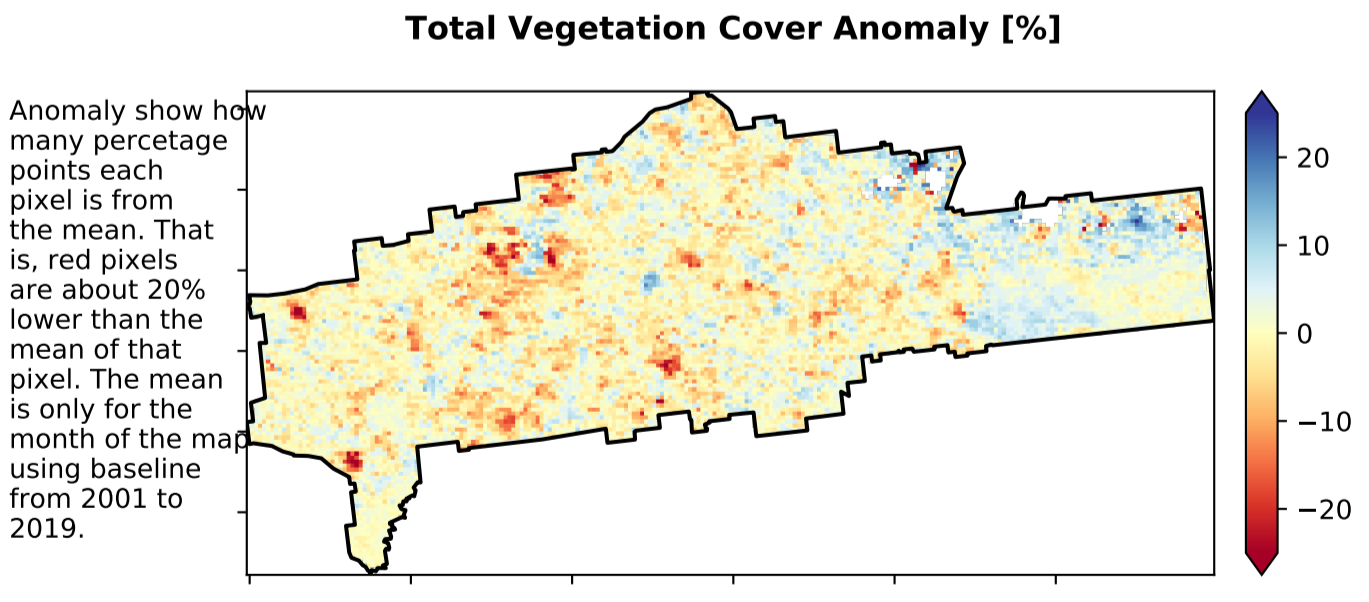 Total Vegetation Cover Anomaly [%]
Anomaly show how
many percetage
points each
pixel is from
the mean. That
is, red pixels
are about 20%
lower than the
mean of that
pixel. The mean
is only for the
month of the map
using baseline
from 2001 to
2019.
20
10
0
−10
−20